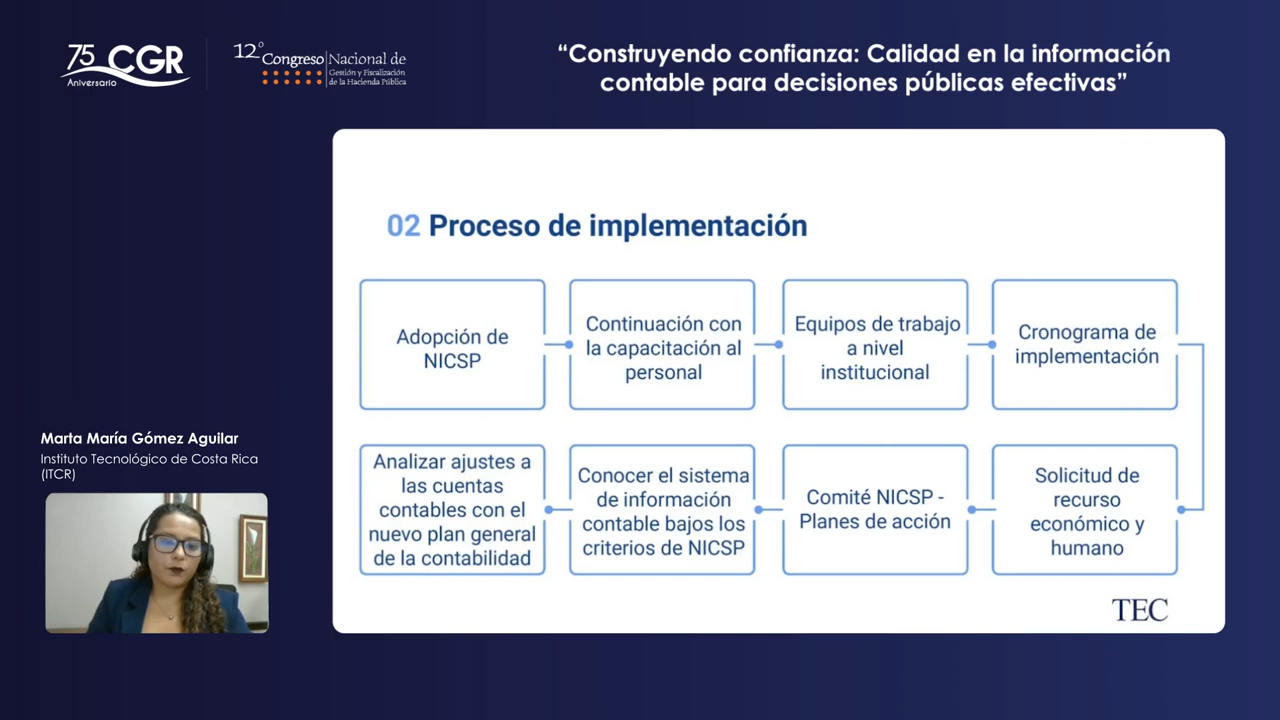 75 CGR
Aniversario
12° Congreso Nacional de
Gestión y Fiscalización
de la Hacienda Pública
“Construyendo confianza: Calidad en la información
contable para decisiones públicas efectivas”
02 Proceso de implementación
Adopción de
NICSP
Continuación con
la capacitación al
personal
Equipos de trabajo
a nivel
institucional
Cronograma de
implementación
Analizar ajustes a
las cuentas
contables con el
nuevo plan general
de la contabilidad
Conocer el sistema
de información
contable bajos los
criterios de NICSP
Comité NICSP -
Planes de acción
Solicitud de
recurso
económico y
humano
TEC
Marta María Gómez Aguilar
Instituto Tecnológico de Costa Rica
(ITCR)